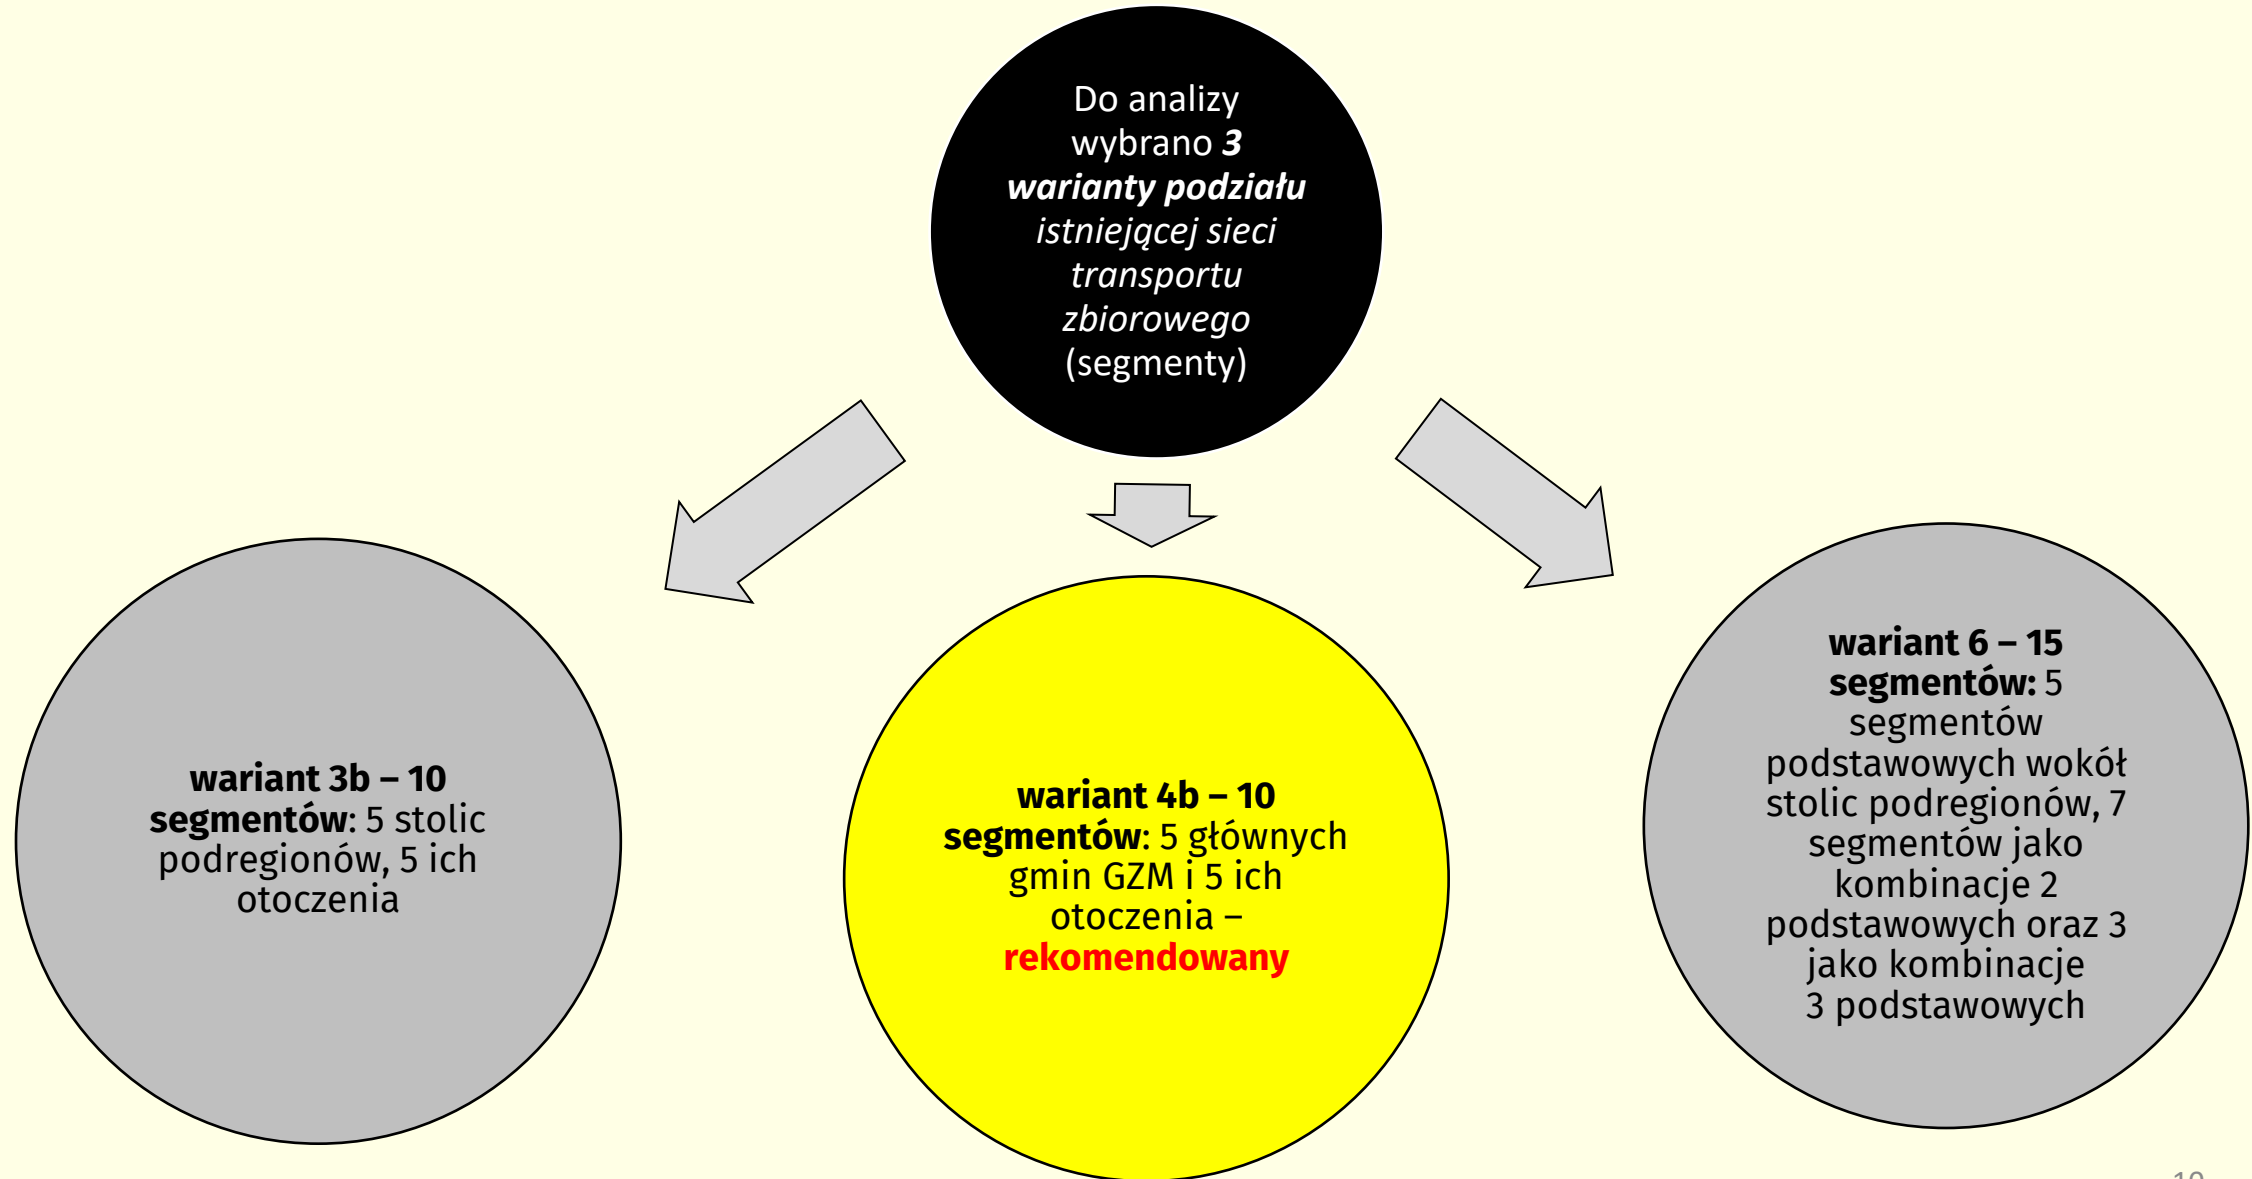 Do analizy
wybrano 3
warianty podziału
istniejącej sieci
transportu
zbiorowego
(segmenty)
wariant 3b – 10
segmentów: 5 stolic
podregionów, 5 ich
otoczenia
wariant 4b – 10
segmentów: 5 głównych
gmin GZM i 5 ich
otoczenia –
rekomendowany
wariant 6 – 15
segmentów: 5
segmentów
podstawowych wokół
stolic podregionów, 7
segmentów jako
kombinacje 2
podstawowych oraz 3
jako kombinacje
3 podstawowych